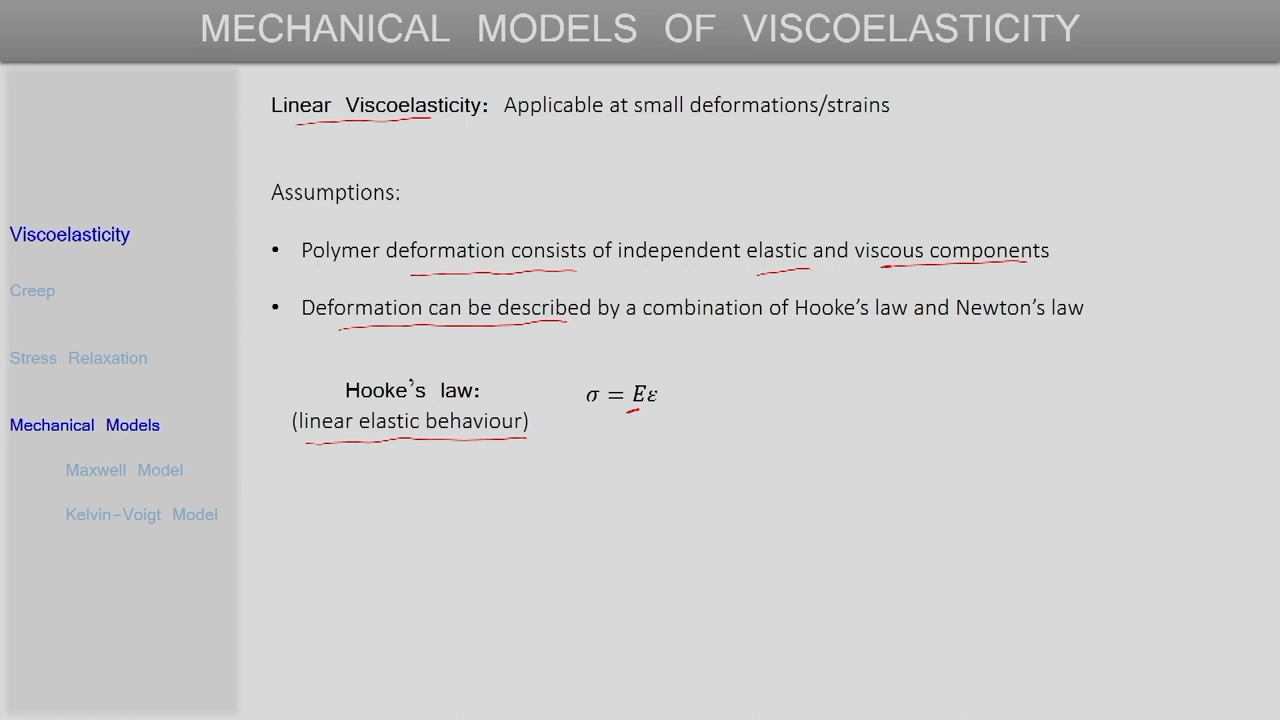 MECHANICAL MODELS OF VISCOELASTICITY
Viscoelasticity
Creep
Stress Relaxation
Mechanical Models
Maxwell Model
Kelvin-Voigt Model
Linear Viscoelasticity: Applicable at small deformations/strains
Assumptions:
• Polymer deformation consists of independent elastic and viscous components
• Deformation can be described by a combination of Hooke’s law and Newton’s law
Hooke’s law: σ = Eε
(linear elastic behaviour)